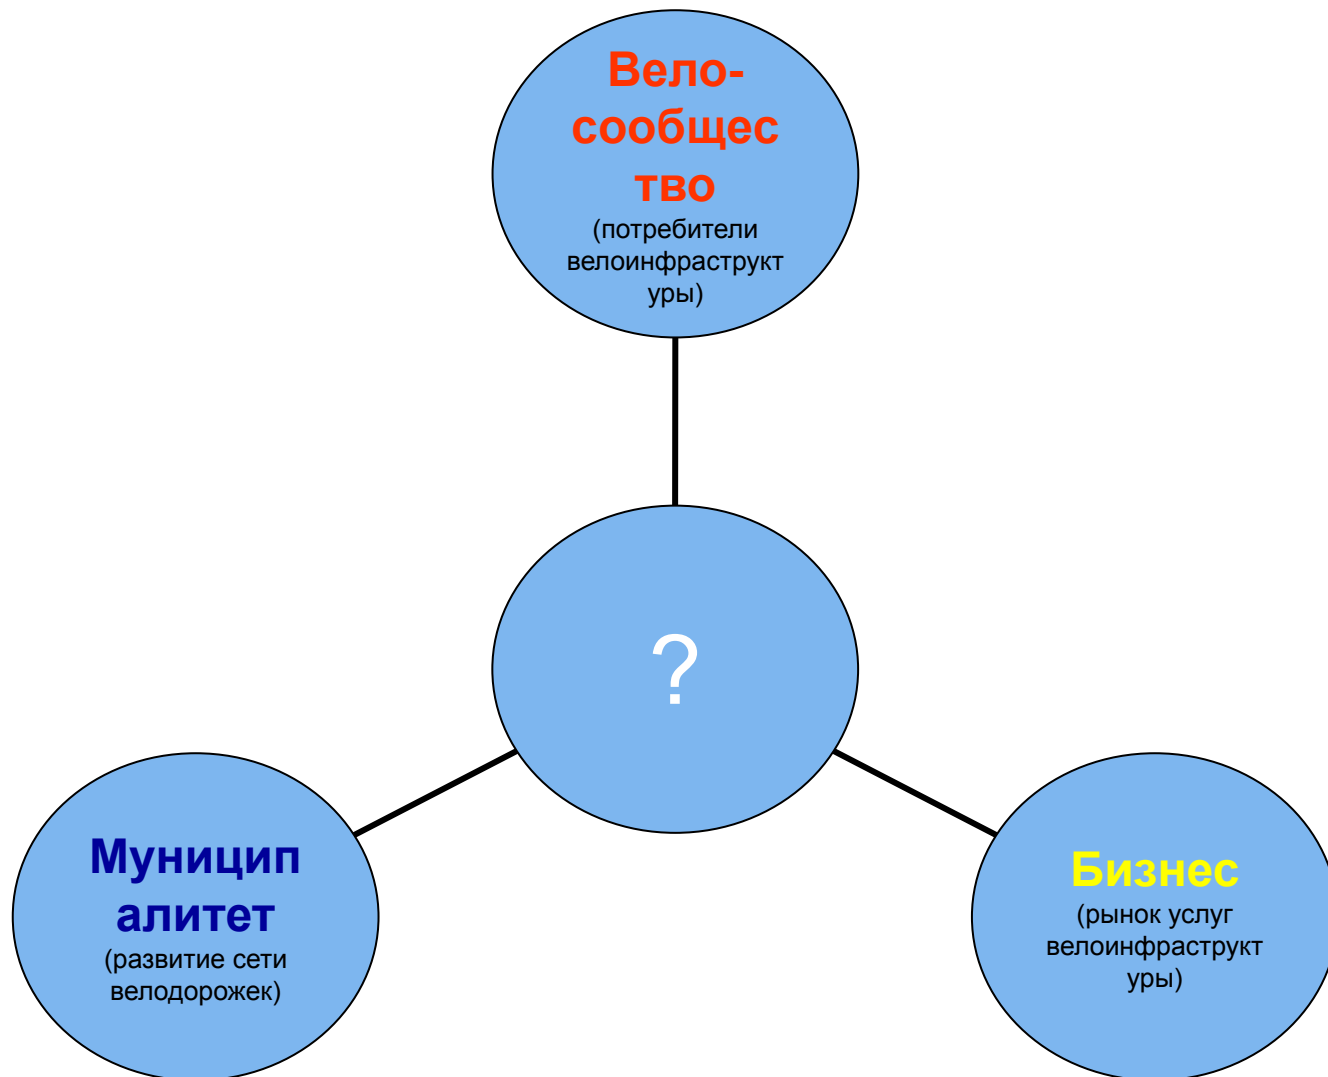 Вело-
сообщес
тво
(потребители
велоинфраструкт
уры)
?
Муницип
алитет
(развитие сети
велодорожек)
Бизнес
(рынок услуг
велоинфраструкт
уры)